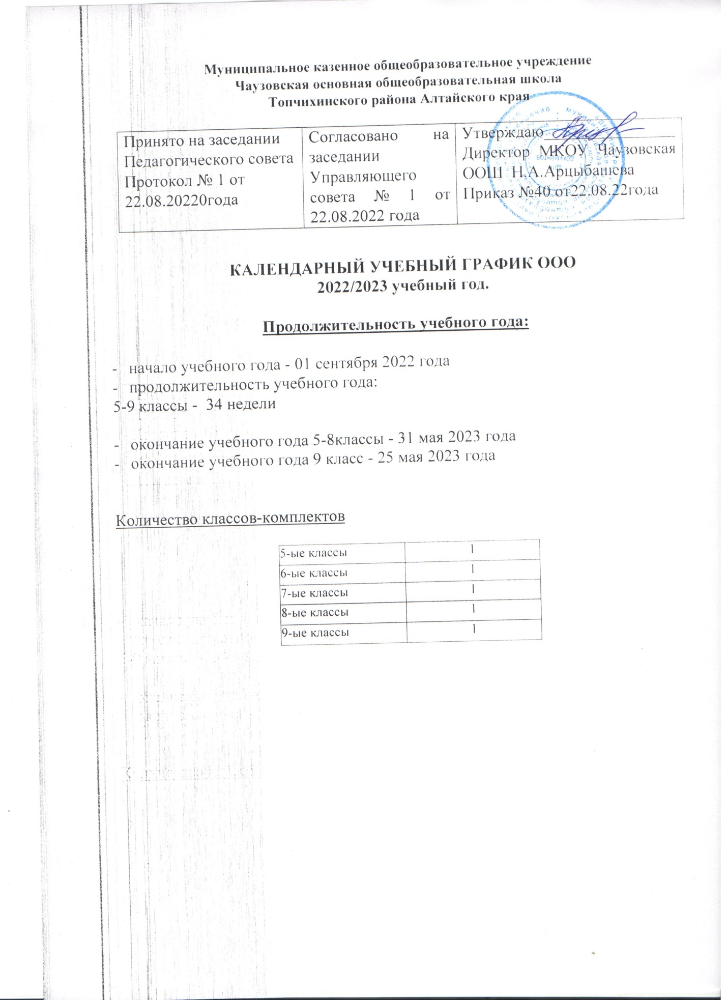 Муниципальное казенное общеобразовательное учреждение
Чаузовская основная общеобразовательная школа
Топчихинского района Алтайского края
Принято на заседании
Педагогического совета
Протокол № 1 от
22.08.20220года
Согласовано на
заседании
Управляющего
совета № 1 от
22.08.2022 года
Утверждаю
Директор МКОУ Чаузовская
ООШ Н.А.Арцыбашева
Приказ №40 от22.08.22года
КАЛЕНДАРНЫЙ УЧЕБНЫЙ ГРАФИК ООО
2022/2023 учебный год.
Продолжительность учебного года:
- начало учебного года - 01 сентября 2022 года
- продолжительность учебного года:
5-9 классы - 34 недели
- окончание учебного года 5-8классы - 31 мая 2023 года
- окончание учебного года 9 класс - 25 мая 2023 года
Количество классов-комплектов
5-ые классы 1
6-ые классы 1
7-ые классы 1
8-ые классы 1
9-ые классы 1